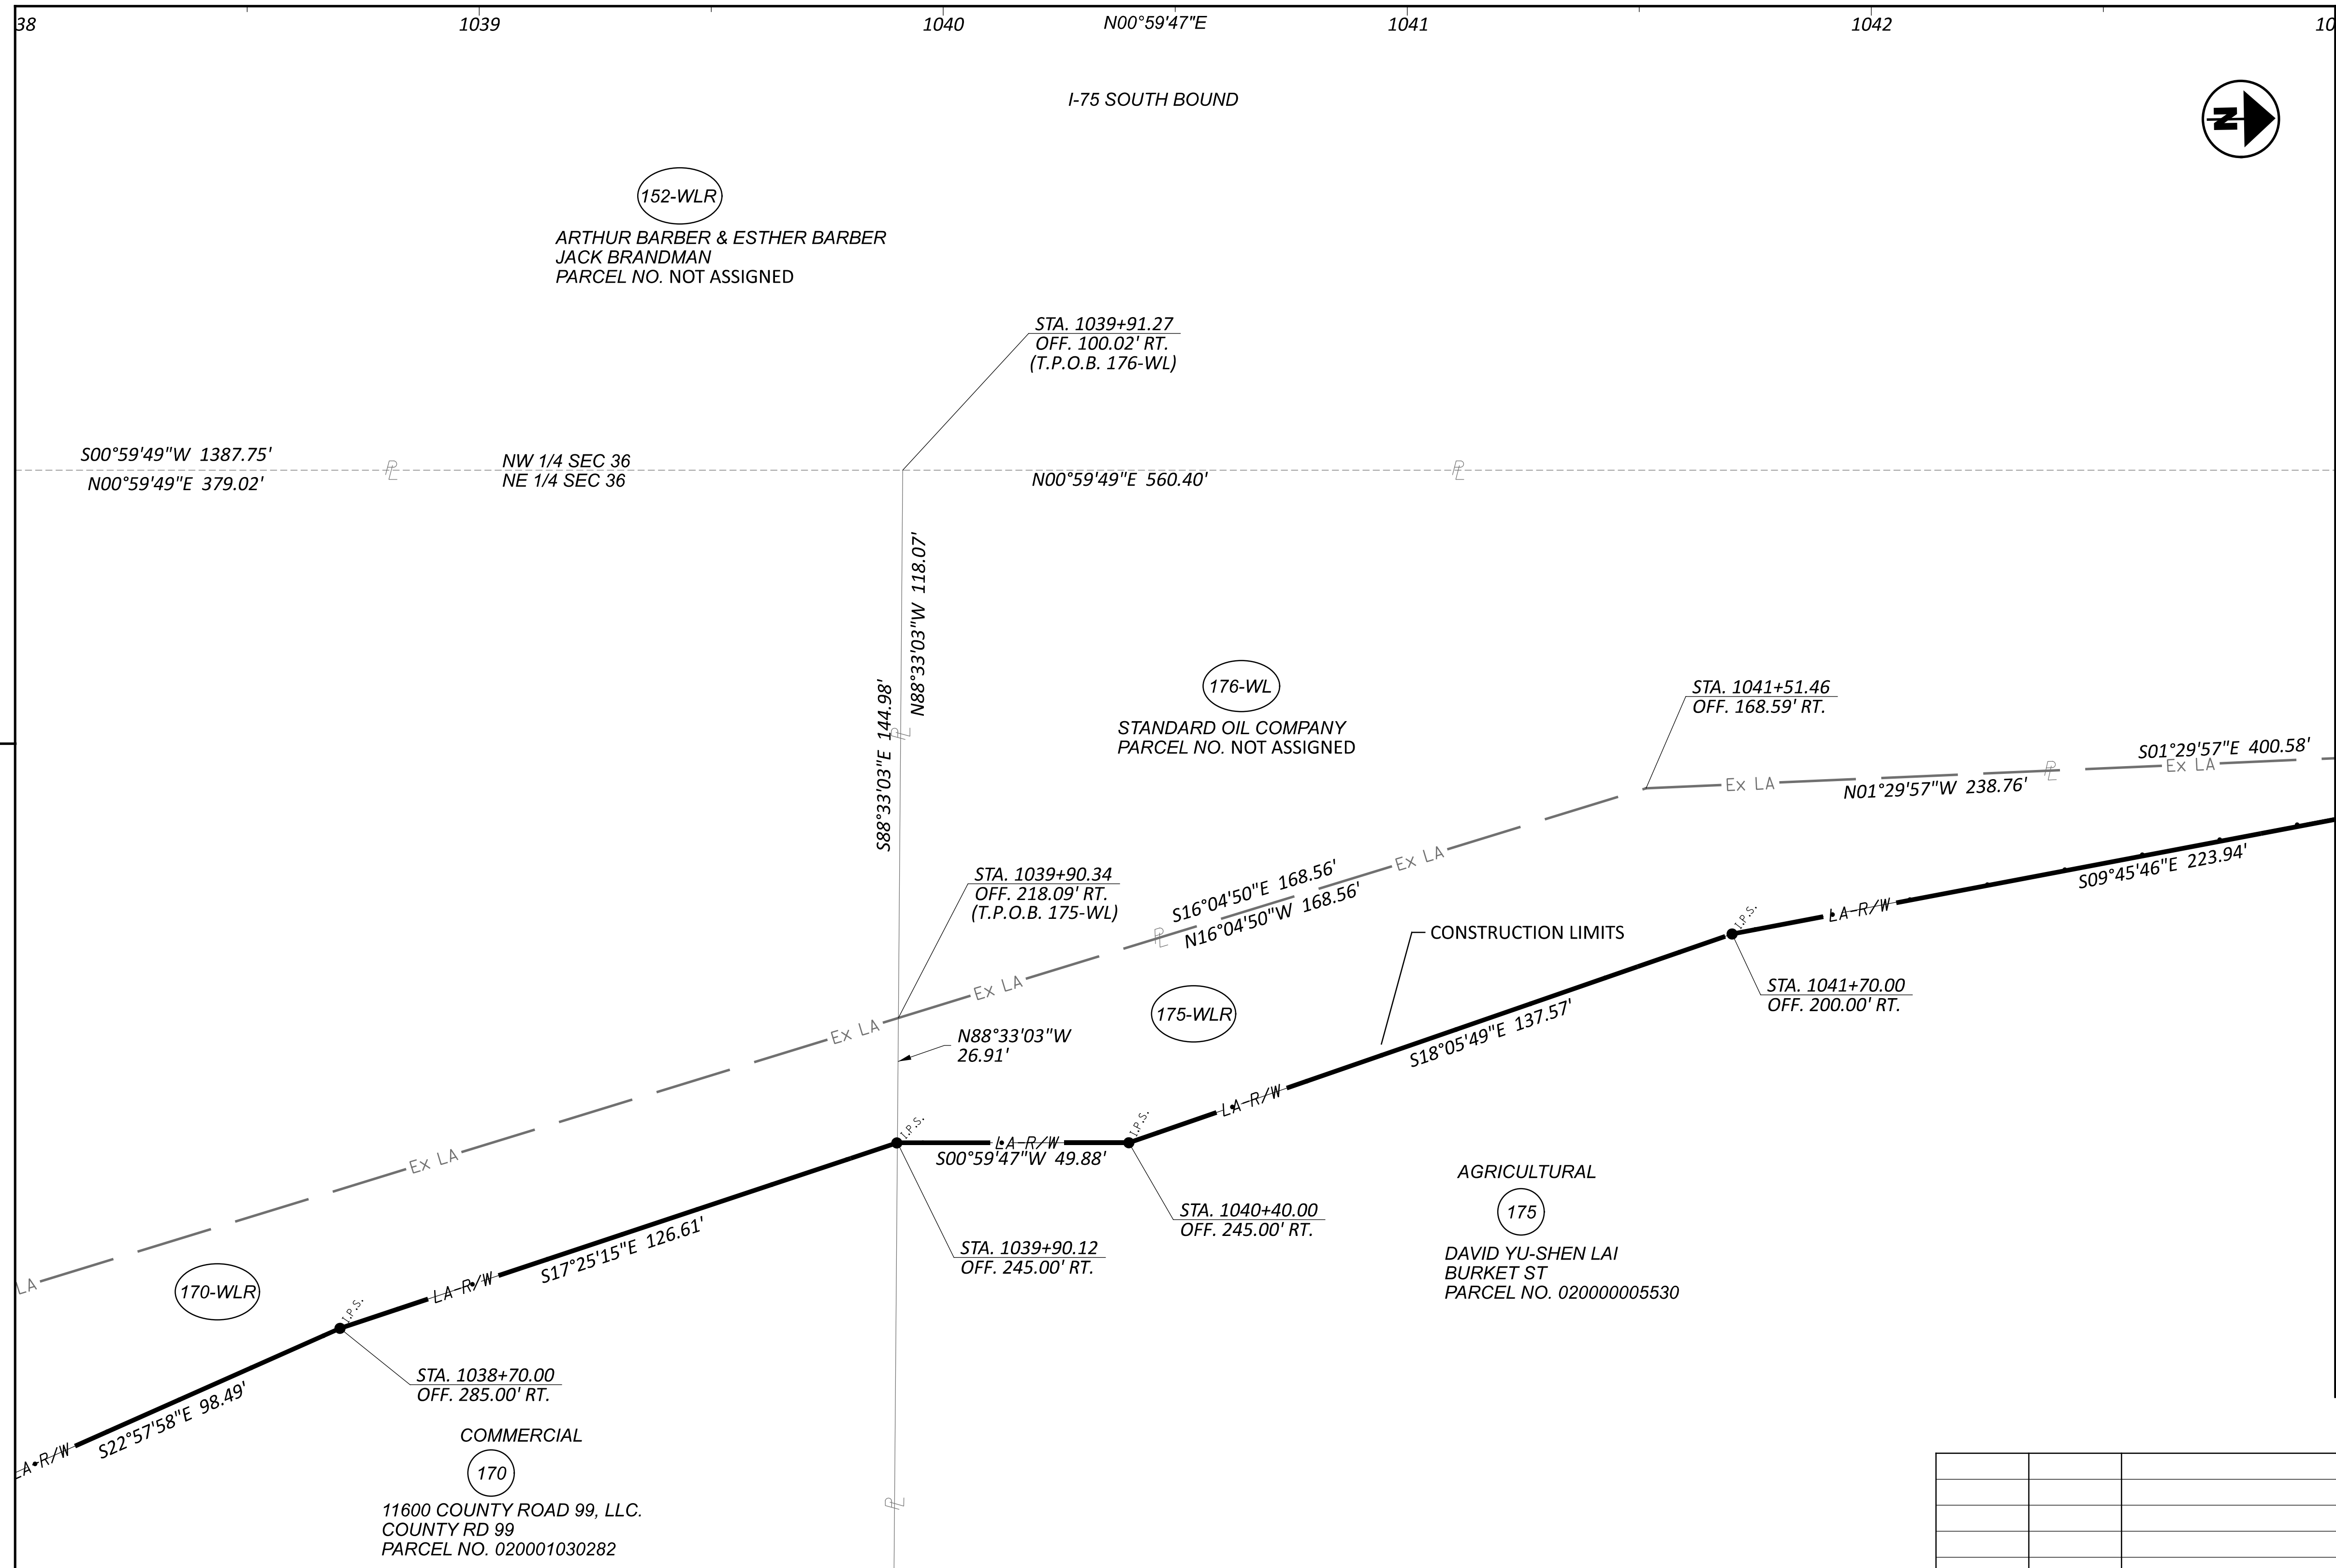 38
1039
1040
N00°59'47"E
1041
1042
10
I-75 SOUTH BOUND
N
152-WLR
ARTHUR BARBER & ESTHER BARBER
JACK BRANDMAN
PARCEL NO. NOT ASSIGNED
STA. 1039+91.27
OFF. 100.02' RT.
(T.P.O.B. 176-WL)
S00°59'49"W 1387.75'
N00°59'49"E 379.02'
PL
NW 1/4 SEC 36
NE 1/4 SEC 36
N00°59'49"E 560.40'
PL
N88°33'03"W 118.07'
S88°33'03"E 144.98'
PL
176-WL
STANDARD OIL COMPANY
PARCEL NO. NOT ASSIGNED
STA. 1041+51.46
OFF. 168.59' RT.
S01°29'57"E 400.58'
Ex LA
PL
Ex LA
N01°29'57"W 238.76'
STA. 1039+90.34
OFF. 218.09' RT.
(T.P.O.B. 175-WL)
S16°04'50"E 168.56'
N16°04'50"W 168.56'
PL
Ex LA
S09°45'46"E 223.94'
LA-R/W
I.P.S.
CONSTRUCTION LIMITS
STA. 1041+70.00
OFF. 200.00' RT.
Ex LA
Ex LA
175-WLR
N88°33'03"W
26.91'
S18°05'49"E 137.57'
LA-R/W
I.P.S.
I.P.S.
LA-R/W
S00°59'47"W 49.88'
Ex LA
AGRICULTURAL
175
DAVID YU-SHEN LAI
BURKET ST
PARCEL NO. 020000005530
STA. 1040+40.00
OFF. 245.00' RT.
STA. 1039+90.12
OFF. 245.00' RT.
S17°25'15"E 126.61'
LA-R/W
LA
170-WLR
I.P.S.
STA. 1038+70.00
OFF. 285.00' RT.
S22°57'58"E 98.49'
LA-R/W
COMMERCIAL
170
11600 COUNTY ROAD 99, LLC.
COUNTY RD 99
PARCEL NO. 020001030282
PL